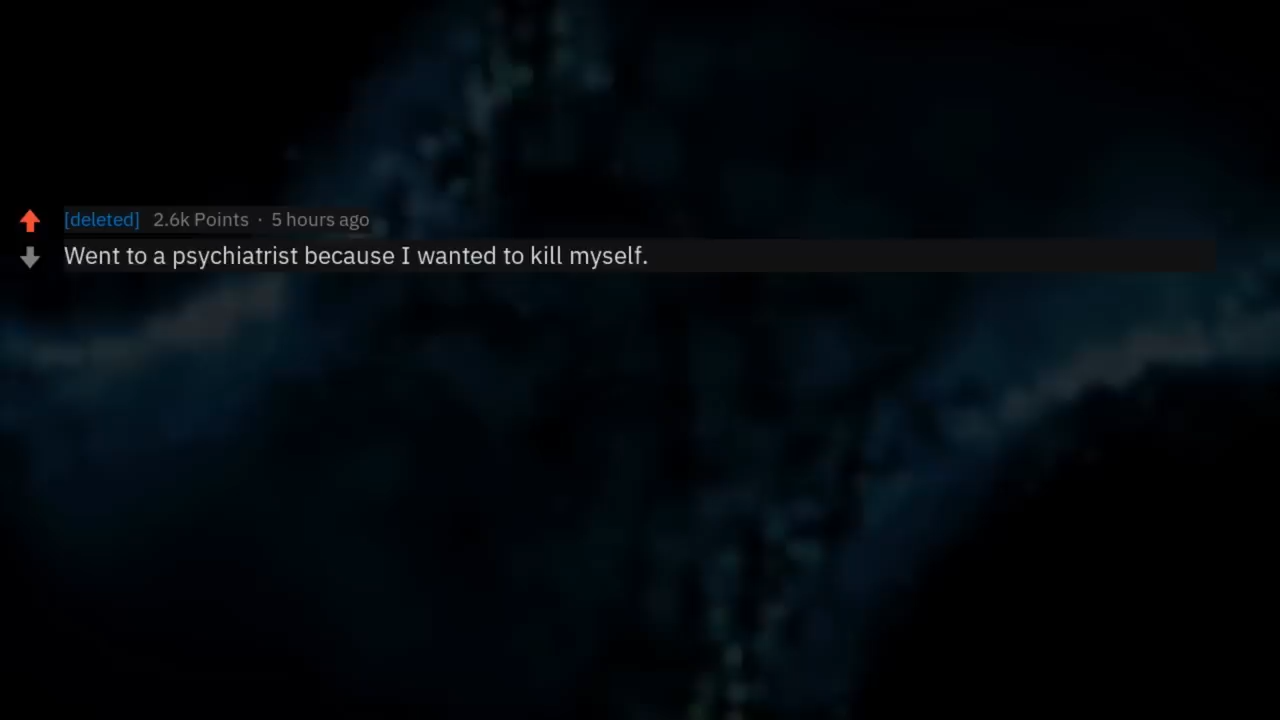 [deleted] 2.6k Points · 5 hours ago
Went to a psychiatrist because I wanted to kill myself.